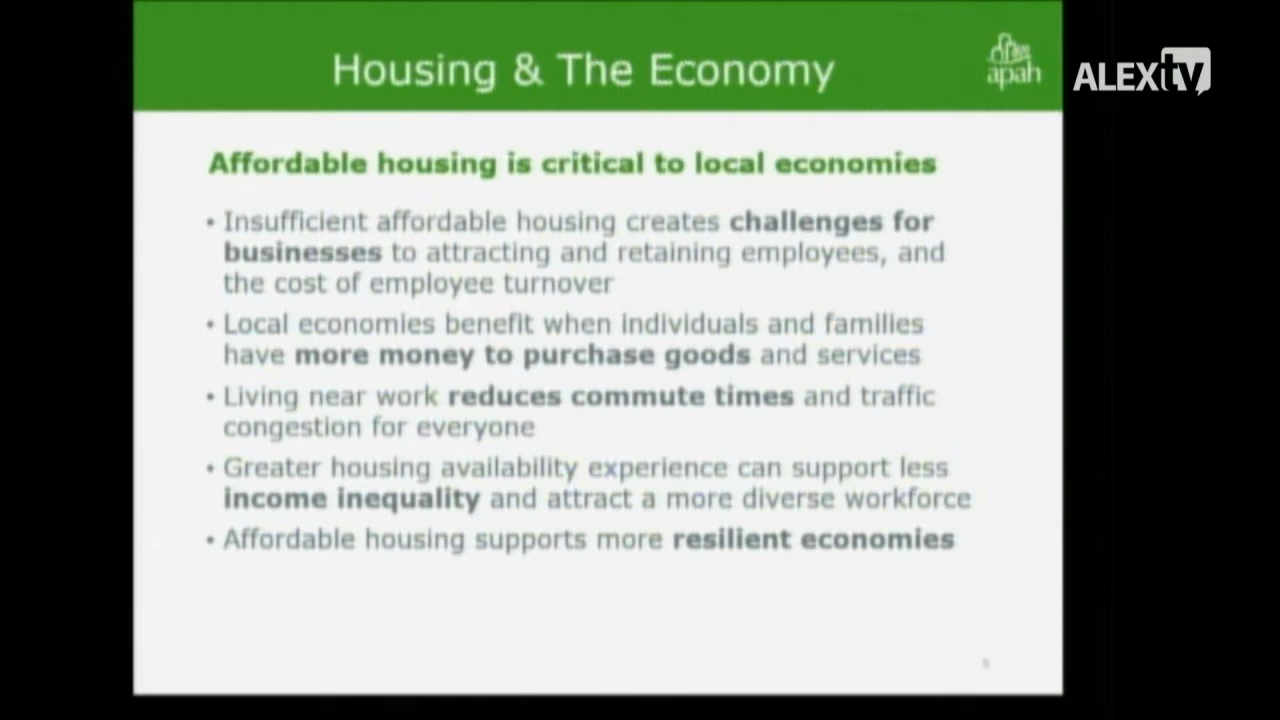 Housing & The Economy
apah
ALEXtv
Affordable housing is critical to local economies
• Insufficient affordable housing creates challenges for
businesses to attracting and retaining employees, and
the cost of employee turnover
• Local economies benefit when individuals and families
have more money to purchase goods and services
• Living near work reduces commute times and traffic
congestion for everyone
• Greater housing availability experience can support less
income inequality and attract a more diverse workforce
• Affordable housing supports more resilient economies